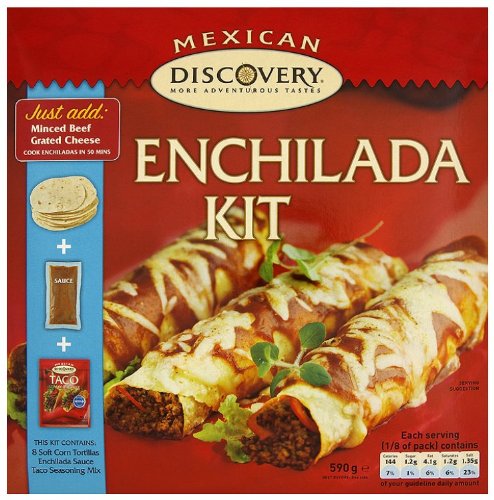 MEXICAN
DISCOVERY®
MORE ADVENTUROUS TASTES
Just add:
Minced Beef
Grated Cheese
COOK ENCHILADAS IN 50 MINS
ENCHILADA
KIT
+
SAUCE
+
MEXICAN
DISCOVERY
TACO
THIS KIT CONTAINS:
8 Soft Corn Tortillas
Enchilada Sauce
Taco Seasoning Mix
SERVING
SUGGESTION
590g e
Each serving
(1/8 of pack) contains
Calories Sugar Fat Saturates Salt
144 1.2g 4.1g 1.2g 1.35g
7% 1% 6% 6% 23%
of your guideline daily amount